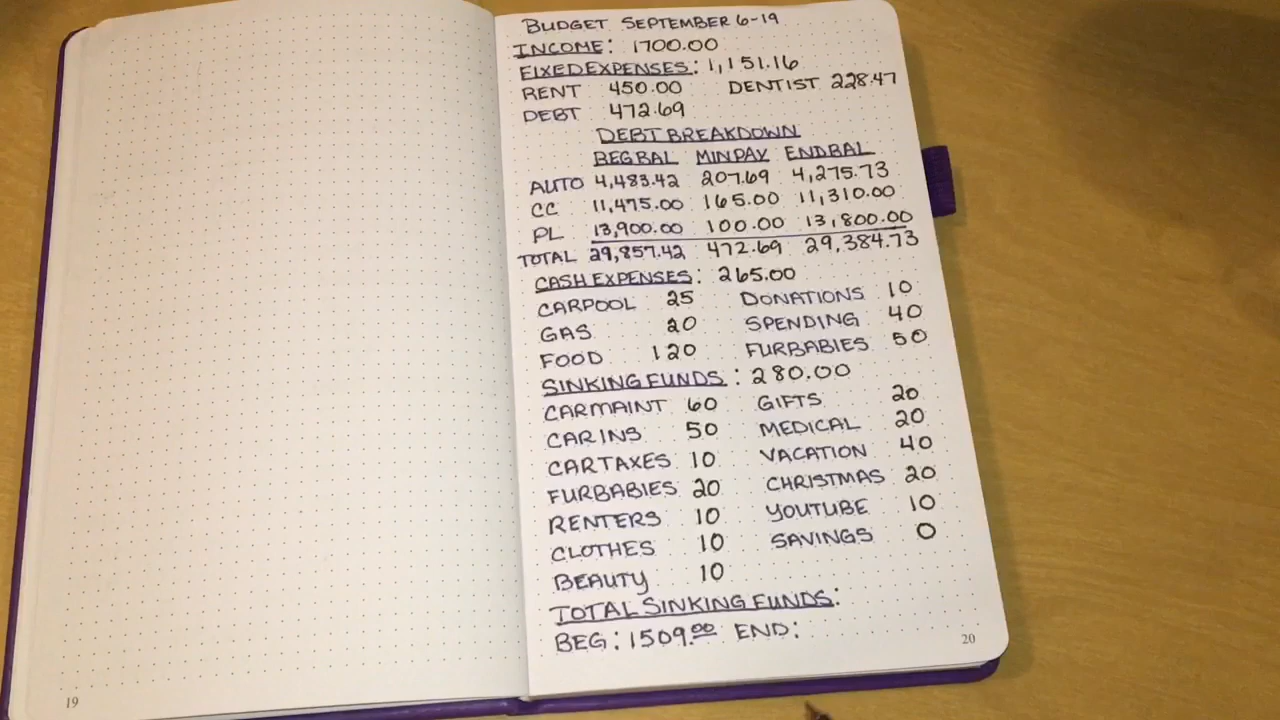 BUDGET SEPTEMBER 6-19
INCOME: 1700.00
FIXED EXPENSES: 1,151.16
RENT 450.00 DENTIST 228.47
DEBT 472.69
DEBT BREAKDOWN
BEG BAL MIN PAY END BAL
AUTO 4,483.42 207.69 4,275.73
CC 11,475.00 165.00 11,310.00
PL 13,900.00 100.00 13,800.00
TOTAL 29,857.42 472.69 29,384.73
CASH EXPENSES: 265.00
CARPOOL 25 DONATIONS 10
GAS 20 SPENDING 40
FOOD 120 FURBABIES 50
SINKING FUNDS: 280.00
CAR MAINT 60 GIFTS 20
CAR INS 50 MEDICAL 20
CAR TAXES 10 VACATION 40
FURBABIES 20 CHRISTMAS 20
RENTERS 10 YOUTUBE 10
CLOTHES 10 SAVINGS 0
BEAUTY 10
TOTAL SINKING FUNDS:
BEG: 1509.00 END:
19
20